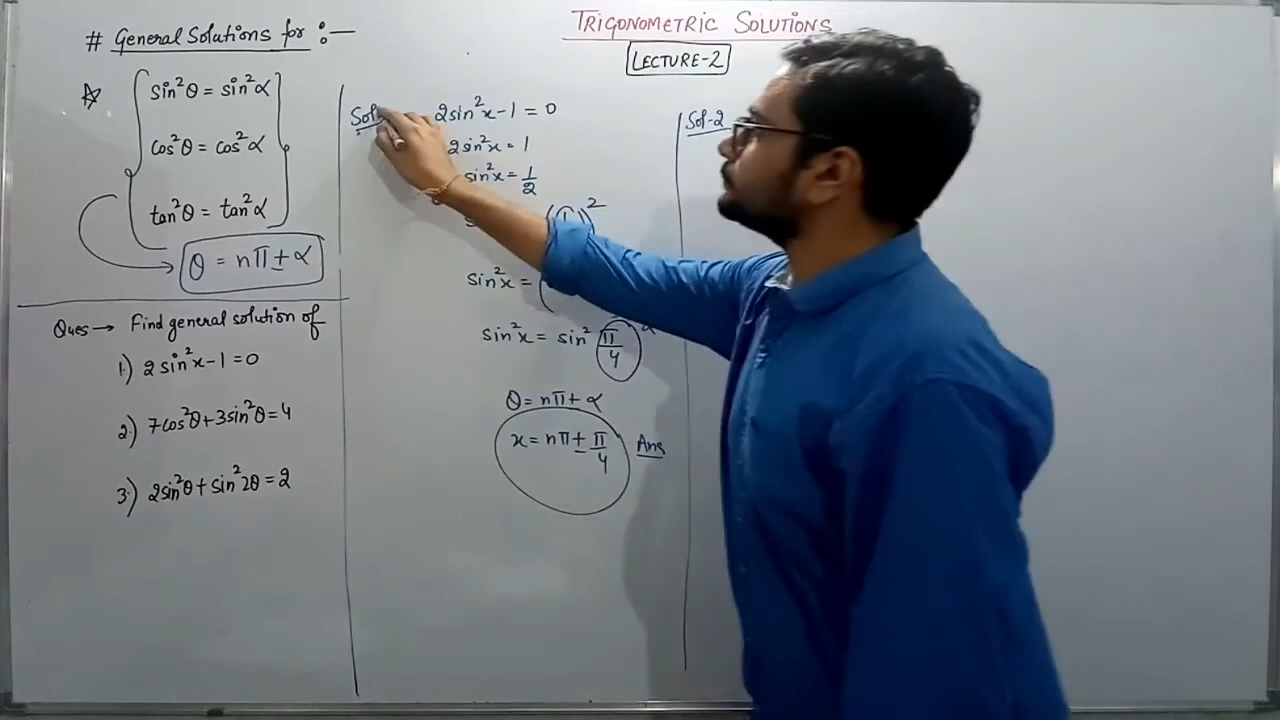 TRIGONOMETRIC SOLUTIONS
LECTURE-2
# General Solutions for :—
sin²θ = sin²α
cos²θ = cos²α
tan²θ = tan²α
θ = nπ ± α
Ques → Find general solution of
1.) 2 sin²x - 1 = 0
2.) 7cos²θ + 3sin²θ = 4
3.) 2sin²θ + sin²2θ = 2
Sol
2sin²x - 1 = 0
2sin²x = 1
sin²x = 1/2
sin²x =
sin²x = sin² π/4
θ = nπ ± α
x = nπ ± π/4 Ans
Sol-2